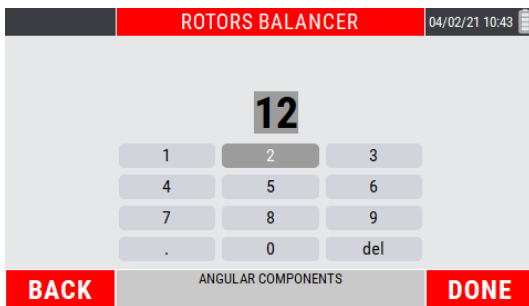 ROTORS BALANCER 04/02/21 10:43
12
1 2 3
4 5 6
7 8 9
. 0 del
BACK ANGULAR COMPONENTS DONE